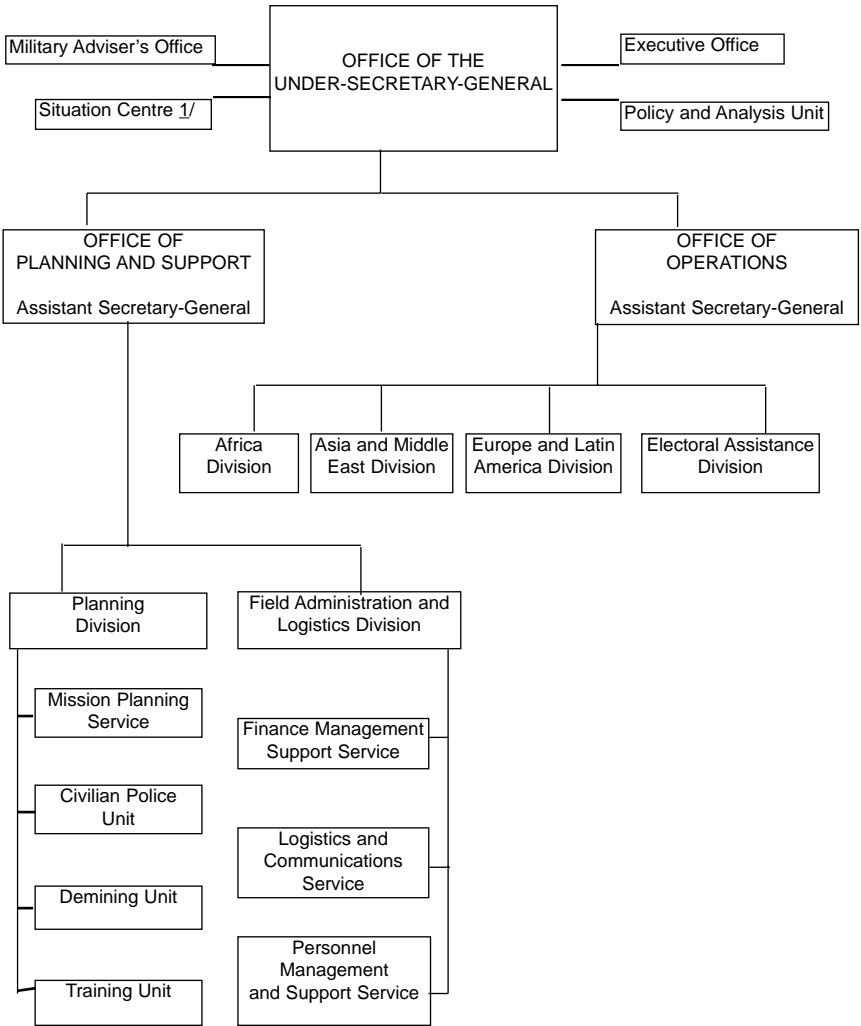 Military Adviser's Office
OFFICE OF THE
UNDER-SECRETARY-GENERAL
Executive Office
Situation Centre 1/
Policy and Analysis Unit
OFFICE OF
PLANNING AND SUPPORT
Assistant Secretary-General
OFFICE OF
OPERATIONS
Assistant Secretary-General
Africa
Division
Asia and Middle
East Division
Europe and Latin
America Division
Electoral Assistance
Division
Planning
Division
Field Administration and
Logistics Division
Mission Planning
Service
Finance Management
Support Service
Civilian Police
Unit
Logistics and
Communications
Service
Demining Unit
Personnel
Management
and Support Service
Training Unit